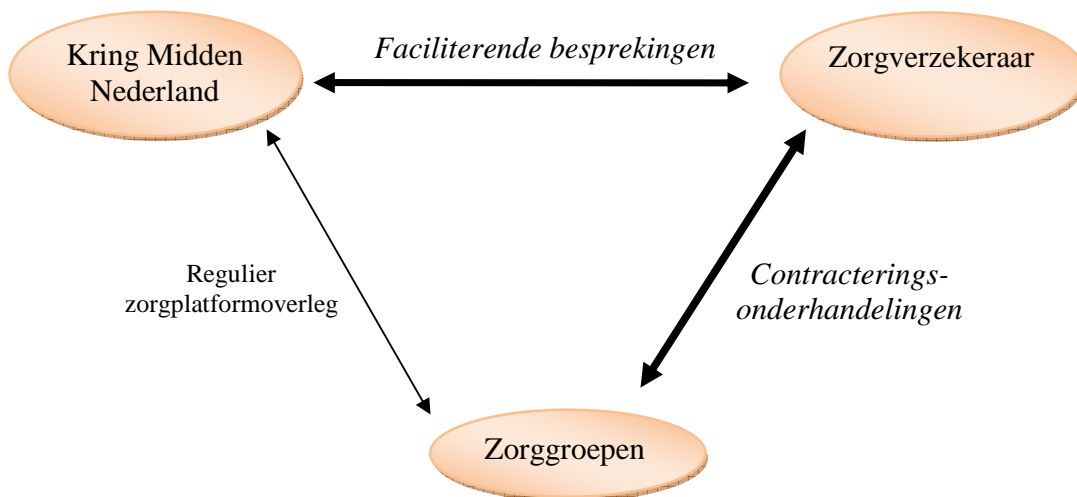 Kring Midden
Nederland
Faciliterende besprekingen
Zorgverzekeraar
Regulier
zorgplatformoverleg
Contracterings-
onderhandelingen
Zorggroepen